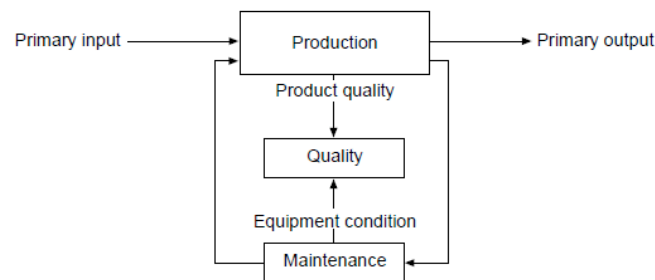 Primary input
Production
Primary output
Product quality
Quality
Equipment condition
Maintenance